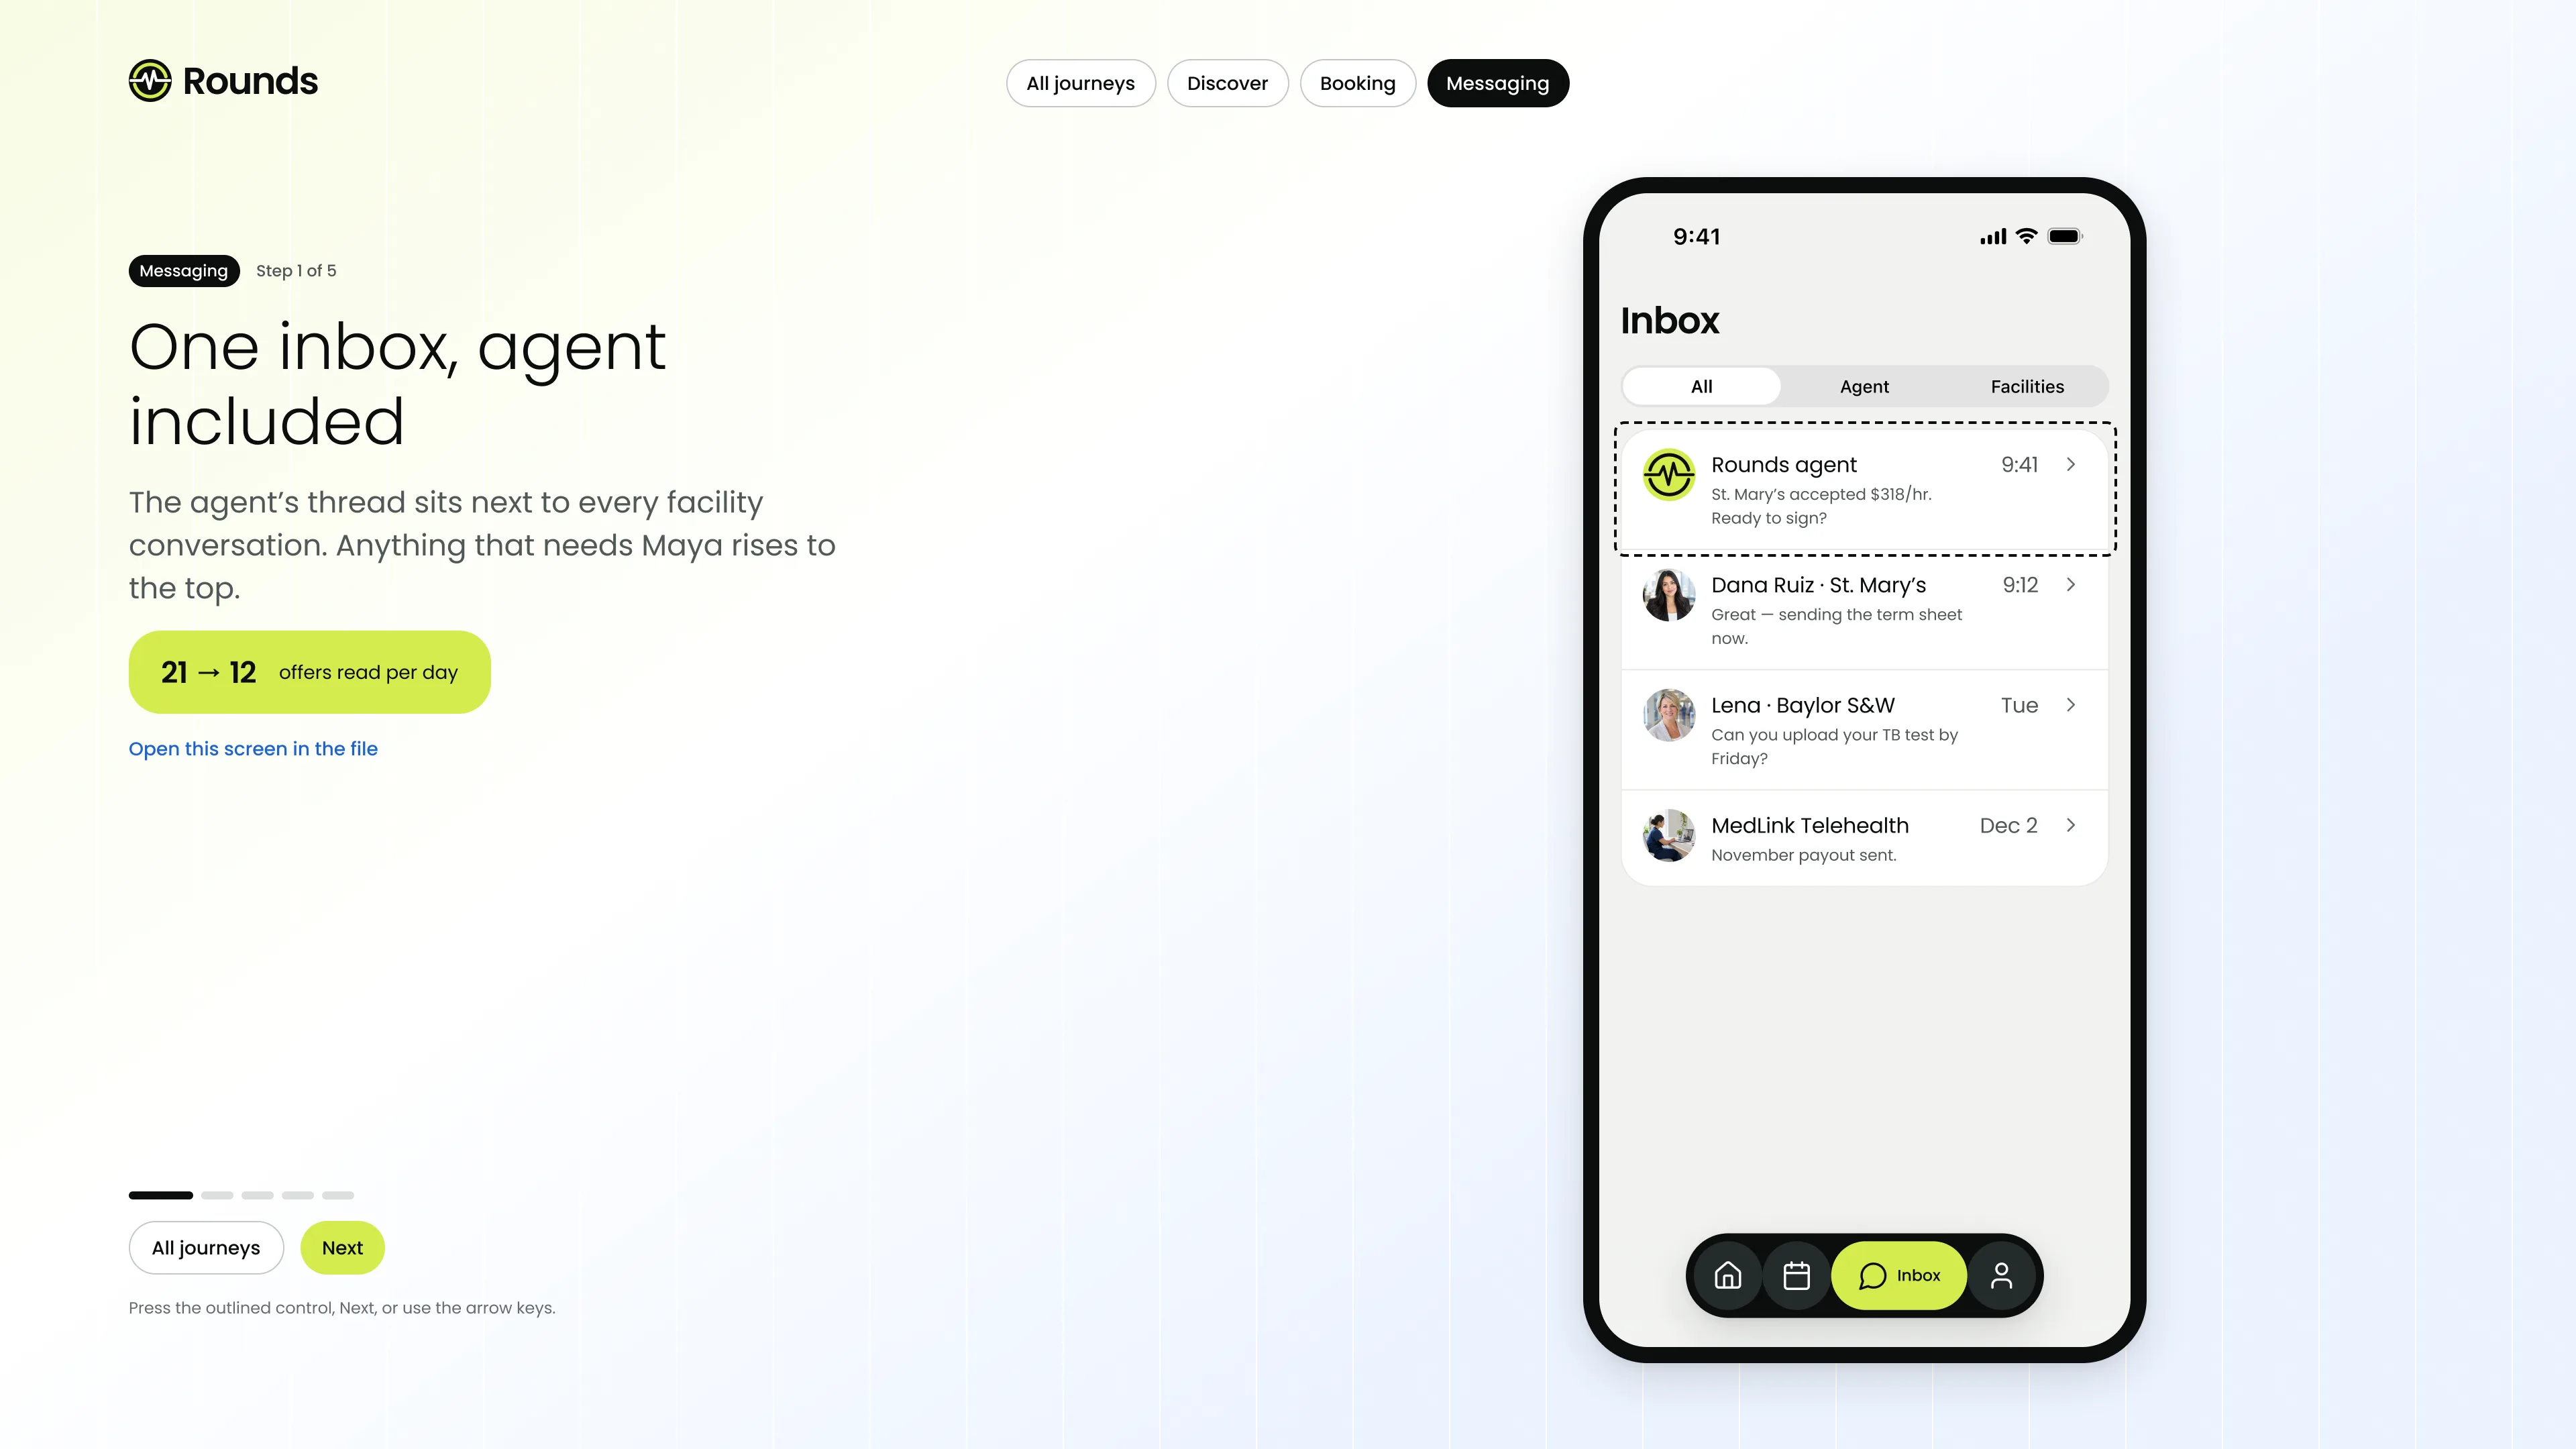 Rounds
All journeys
Discover
Booking
Messaging
Messaging
Step 1 of 5
One inbox, agent
included
The agent’s thread sits next to every facility
conversation. Anything that needs Maya rises to
the top.
21 → 12 offers read per day
Open this screen in the file
All journeys
Next
Press the outlined control, Next, or use the arrow keys.
9:41
Inbox
All
Agent
Facilities
Rounds agent
9:41
St. Mary’s accepted $318/hr.
Ready to sign?
Dana Ruiz · St. Mary’s
9:12
Great — sending the term sheet
now.
Lena · Baylor S&W
Tue
Can you upload your TB test by
Friday?
MedLink Telehealth
Dec 2
November payout sent.
Inbox